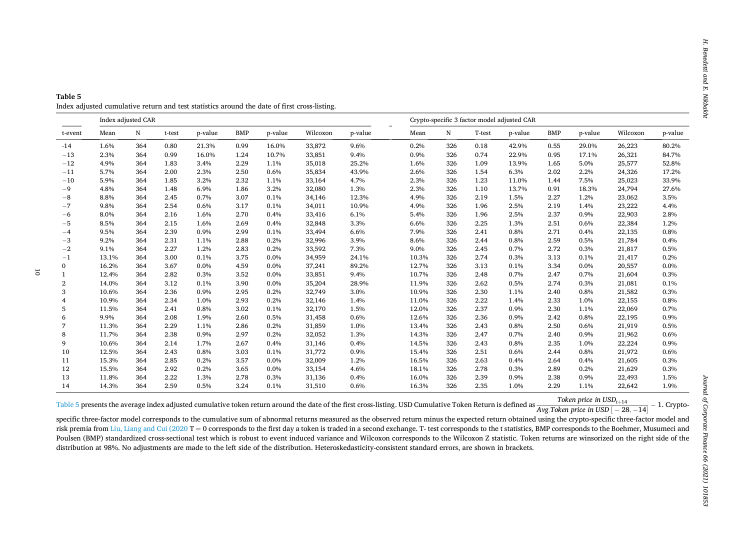 H. Benedetti and E. Nikbakht
Table 5
Index adjusted cumulative return and test statistics around the date of first cross-listing.
Index adjusted CAR Crypto-specific 3 factor model adjusted CAR
t-event Mean N t-test p-value BMP p-value Wilcoxon p-value Mean N T-test p-value BMP p-value Wilcoxon p-value
-14 1.6% 364 0.80 21.3% 0.99 16.0% 33,872 9.6% 0.2% 326 0.18 42.9% 0.55 29.0% 26,223 80.2%
−13 2.3% 364 0.99 16.0% 1.24 10.7% 33,851 9.4% 0.9% 326 0.74 22.9% 0.95 17.1% 26,321 84.7%
−12 4.9% 364 1.83 3.4% 2.29 1.1% 35,018 25.2% 1.6% 326 1.09 13.9% 1.65 5.0% 25,577 52.8%
−11 5.7% 364 2.00 2.3% 2.50 0.6% 35,834 43.9% 2.6% 326 1.54 6.3% 2.02 2.2% 24,326 17.2%
−10 5.9% 364 1.85 3.2% 2.32 1.1% 33,164 4.7% 2.3% 326 1.23 11.0% 1.44 7.5% 25,023 33.9%
−9 4.8% 364 1.48 6.9% 1.86 3.2% 32,080 1.3% 2.3% 326 1.10 13.7% 0.91 18.3% 24,794 27.6%
−8 8.8% 364 2.45 0.7% 3.07 0.1% 34,146 12.3% 4.9% 326 2.19 1.5% 2.27 1.2% 23,062 3.5%
−7 9.8% 364 2.54 0.6% 3.17 0.1% 34,011 10.9% 4.9% 326 1.96 2.5% 2.19 1.4% 23,222 4.4%
−6 8.0% 364 2.16 1.6% 2.70 0.4% 33,416 6.1% 5.4% 326 1.96 2.5% 2.37 0.9% 22,903 2.8%
−5 8.5% 364 2.15 1.6% 2.69 0.4% 32,848 3.3% 6.6% 326 2.25 1.3% 2.51 0.6% 22,384 1.2%
−4 9.5% 364 2.39 0.9% 2.99 0.1% 33,494 6.6% 7.9% 326 2.41 0.8% 2.71 0.4% 22,135 0.8%
−3 9.2% 364 2.31 1.1% 2.88 0.2% 32,996 3.9% 8.6% 326 2.44 0.8% 2.59 0.5% 21,784 0.4%
−2 9.1% 364 2.27 1.2% 2.83 0.2% 33,592 7.3% 9.0% 326 2.45 0.7% 2.72 0.3% 21,817 0.5%
−1 13.1% 364 3.00 0.1% 3.75 0.0% 34,959 24.1% 10.3% 326 2.74 0.3% 3.13 0.1% 21,417 0.2%
0 16.2% 364 3.67 0.0% 4.59 0.0% 37,241 89.2% 12.7% 326 3.13 0.1% 3.34 0.0% 20,557 0.0%
1 12.4% 364 2.82 0.3% 3.52 0.0% 33,851 9.4% 10.7% 326 2.48 0.7% 2.47 0.7% 21,604 0.3%
2 14.0% 364 3.12 0.1% 3.90 0.0% 35,204 28.9% 11.9% 326 2.62 0.5% 2.74 0.3% 21,081 0.1%
3 10.6% 364 2.36 0.9% 2.95 0.2% 32,749 3.0% 10.9% 326 2.30 1.1% 2.40 0.8% 21,582 0.3%
4 10.9% 364 2.34 1.0% 2.93 0.2% 32,146 1.4% 11.0% 326 2.22 1.4% 2.33 1.0% 22,155 0.8%
5 11.5% 364 2.41 0.8% 3.02 0.1% 32,170 1.5% 12.0% 326 2.37 0.9% 2.30 1.1% 22,069 0.7%
6 9.9% 364 2.08 1.9% 2.60 0.5% 31,458 0.6% 12.6% 326 2.36 0.9% 2.42 0.8% 22,195 0.9%
7 11.3% 364 2.29 1.1% 2.86 0.2% 31,859 1.0% 13.4% 326 2.43 0.8% 2.50 0.6% 21,919 0.5%
8 11.7% 364 2.38 0.9% 2.97 0.2% 32,052 1.3% 14.3% 326 2.47 0.7% 2.40 0.9% 21,962 0.6%
9 10.6% 364 2.14 1.7% 2.67 0.4% 31,146 0.4% 14.5% 326 2.43 0.8% 2.35 1.0% 22,224 0.9%
10 12.5% 364 2.43 0.8% 3.03 0.1% 31,772 0.9% 15.4% 326 2.51 0.6% 2.44 0.8% 21,972 0.6%
11 15.3% 364 2.85 0.2% 3.57 0.0% 32,009 1.2% 16.5% 326 2.63 0.4% 2.64 0.4% 21,605 0.3%
12 15.5% 364 2.92 0.2% 3.65 0.0% 33,154 4.6% 18.1% 326 2.78 0.3% 2.89 0.2% 21,629 0.3%
13 11.8% 364 2.22 1.3% 2.78 0.3% 31,136 0.4% 16.2% 326 2.38 0.9% 2.28 1.1% 22,493 1.5%
14 14.3% 364 2.59 0.5% 3.24 0.1% 31,510 0.6% 16.3% 326 2.35 1.0% 2.29 1.1% 22,642 1.9%
Table 5 presents the average index adjusted cumulative token return around the date of first cross-listing. USD Cumulative Token Return is defined as Token price in USD t+14 / Avg.Token price in USD [ − 28, −14] − 1. Crypto-
specific three-factor model corresponds to the cumulative sum of abnormal returns measured as the observed return minus the expected return obtained using the crypto-specific three-factor model and
risk premia from Liu, Liang and Cui (2020 T = 0 corresponds to the first day a token is traded in a second exchange. T- test corresponds to the t statistics, BMP corresponds to the Boehmer, Musumeci and
Poulsen (BMP) standardized cross-sectional test which is robust to event induced variance and Wilcoxon corresponds to the Wilcoxon Z statistic. Token returns are winsorized on the right side of the
distribution at 98%. No adjustments are made to the left side of the distribution. Heteroskedasticity-consistent standard errors, are shown in brackets.
10
Journal of Corporate Finance 66 (2021) 101853